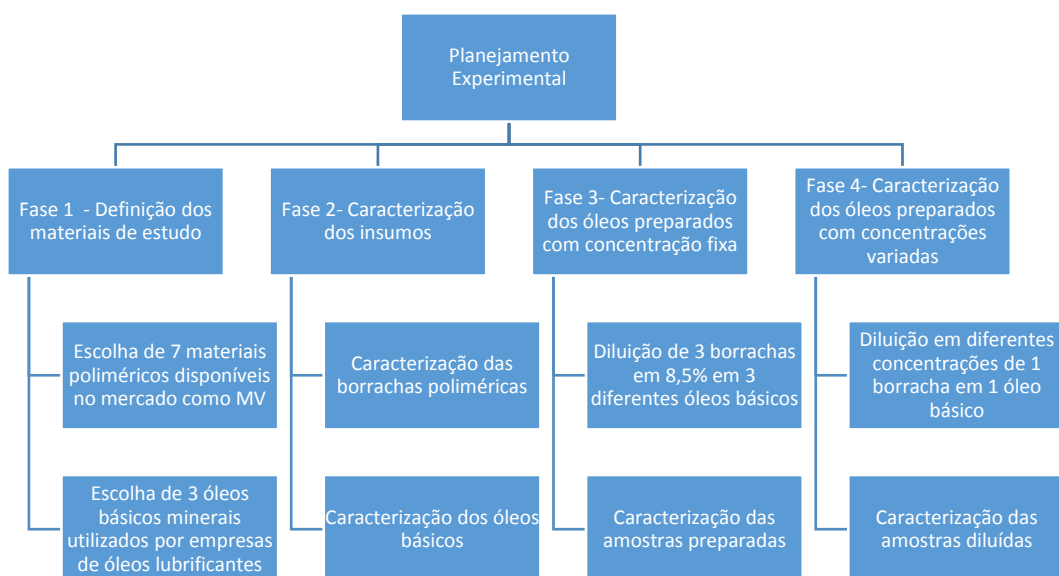 Planejamento
Experimental
Fase 1 - Definição dos
materiais de estudo
Escolha de 7 materiais
poliméricos disponíveis
no mercado como MV
Escolha de 3 óleos
básicos minerais
utilizados por empresas
de óleos lubrificantes
Fase 2- Caracterização
dos insumos
Caracterização das
borrachas poliméricas
Caracterização dos óleos
básicos
Fase 3- Caracterização
dos óleos preparados
com concentração fixa
Diluição de 3 borrachas
em 8,5% em 3
diferentes óleos básicos
Caracterização das
amostras preparadas
Fase 4- Caracterização
dos óleos preparados
com concentrações
variadas
Diluição em diferentes
concentrações de 1
borracha em 1 óleo
básico
Caracterização das
amostras diluídas